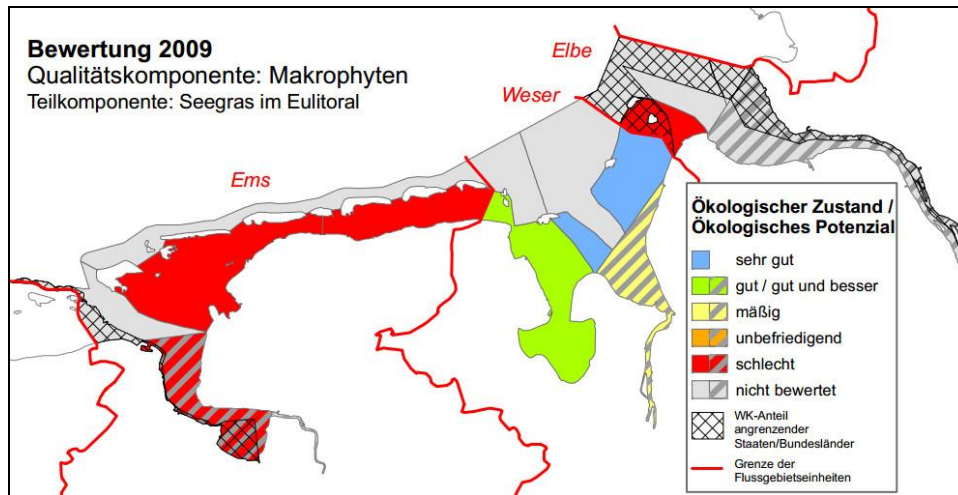 Bewertung 2009
Qualitätskomponente: Makrophyten
Teilkomponente: Seegras im Eulitoral
Elbe
Weser
Ems
Ökologischer Zustand /
Ökologisches Potenzial
sehr gut
gut / gut und besser
mäßig
unbefriedigend
schlecht
nicht bewertet
WK-Anteil
angrenzender
Staaten/Bundesländer
Grenze der
Flussgebietseinheiten